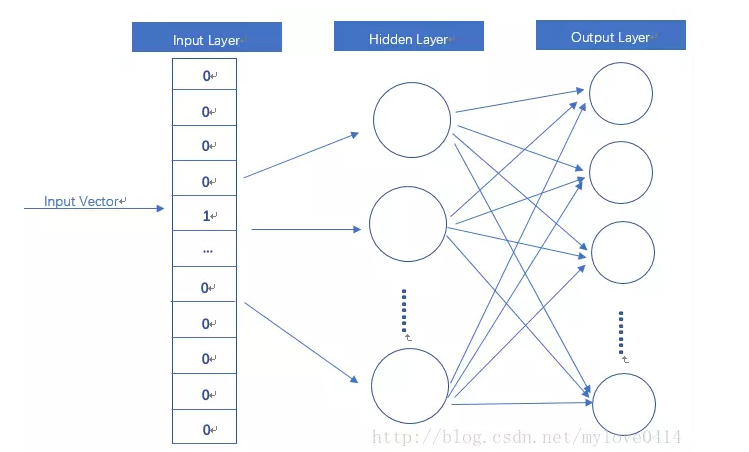 Input Layer
Hidden Layer
Output Layer
0
0
0
0
Input Vector
1
...
0
0
0
0
0
http://blog.csdn.net/mylove0414